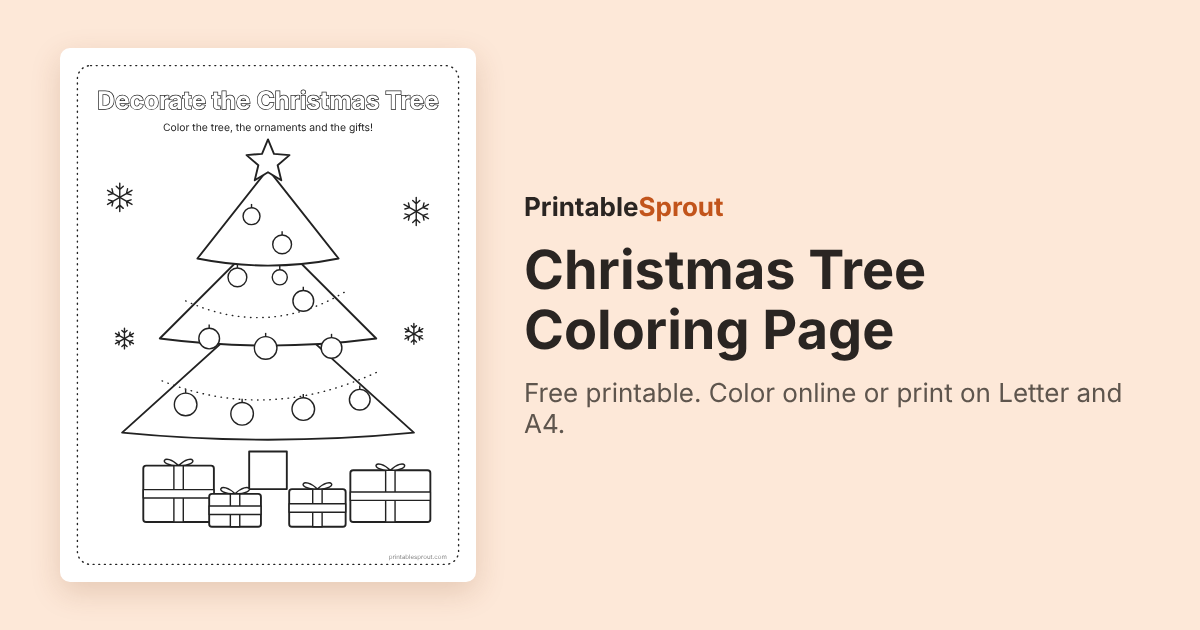 Decorate the Christmas Tree
Color the tree, the ornaments and the gifts!
printablesprout.com
PrintableSprout
Christmas Tree
Coloring Page
Free printable. Color online or print on Letter and
A4.